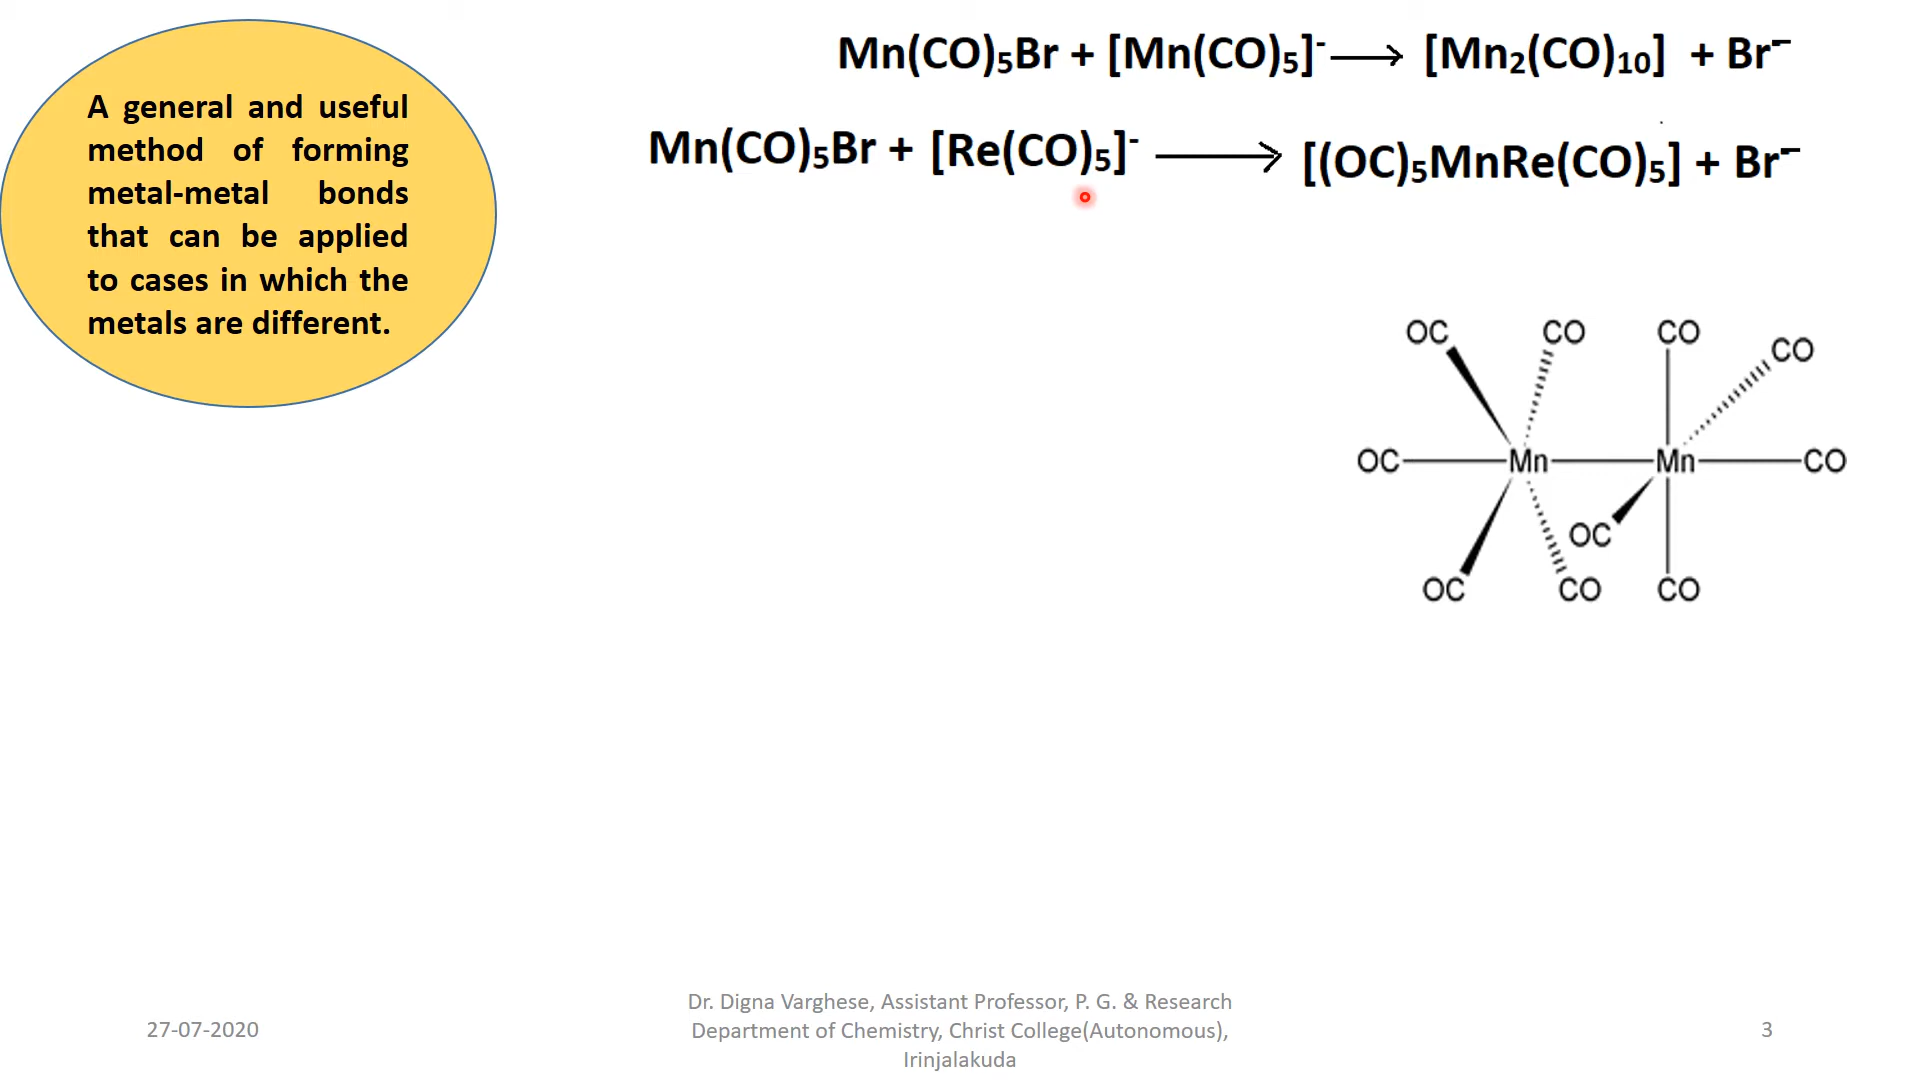 A general and useful
method of forming
metal-metal bonds
that can be applied
to cases in which the
metals are different.
Mn(CO)₅Br + [Mn(CO)₅]⁻ ⟶ [Mn₂(CO)₁₀] + Br⁻
Mn(CO)₅Br + [Re(CO)₅]⁻ ⟶ [(OC)₅MnRe(CO)₅] + Br⁻
OC CO CO CO
OC Mn Mn CO
OC
OC CO CO
27-07-2020
Dr. Digna Varghese, Assistant Professor, P. G. & Research
Department of Chemistry, Christ College(Autonomous),
Irinjalakuda
3